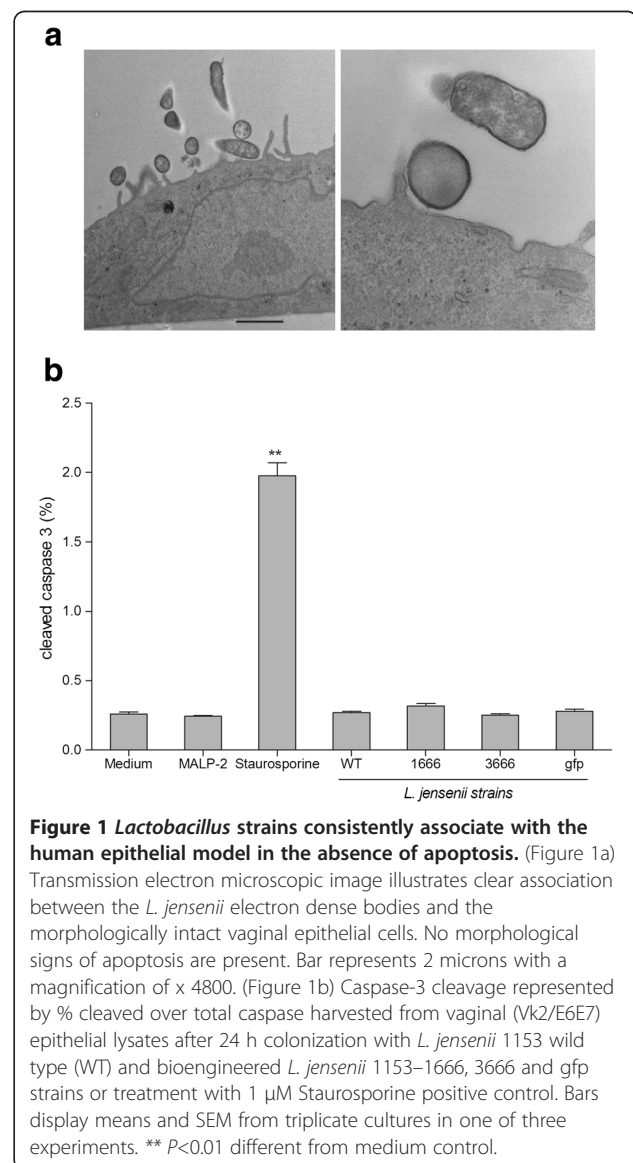 a
b
2.5
2.0
1.5
1.0
0.5
0.0
cleaved caspase 3 (%)
**
Medium MALP-2 Staurosporine WT 1666 3666 gfp
L. jensenii strains
Figure 1 Lactobacillus strains consistently associate with the
human epithelial model in the absence of apoptosis. (Figure 1a)
Transmission electron microscopic image illustrates clear association
between the L. jensenii electron dense bodies and the
morphologically intact vaginal epithelial cells. No morphological
signs of apoptosis are present. Bar represents 2 microns with a
magnification of x 4800. (Figure 1b) Caspase-3 cleavage represented
by % cleaved over total caspase harvested from vaginal (Vk2/E6E7)
epithelial lysates after 24 h colonization with L. jensenii 1153 wild
type (WT) and bioengineered L. jensenii 1153–1666, 3666 and gfp
strains or treatment with 1 μM Staurosporine positive control. Bars
display means and SEM from triplicate cultures in one of three
experiments. ** P<0.01 different from medium control.